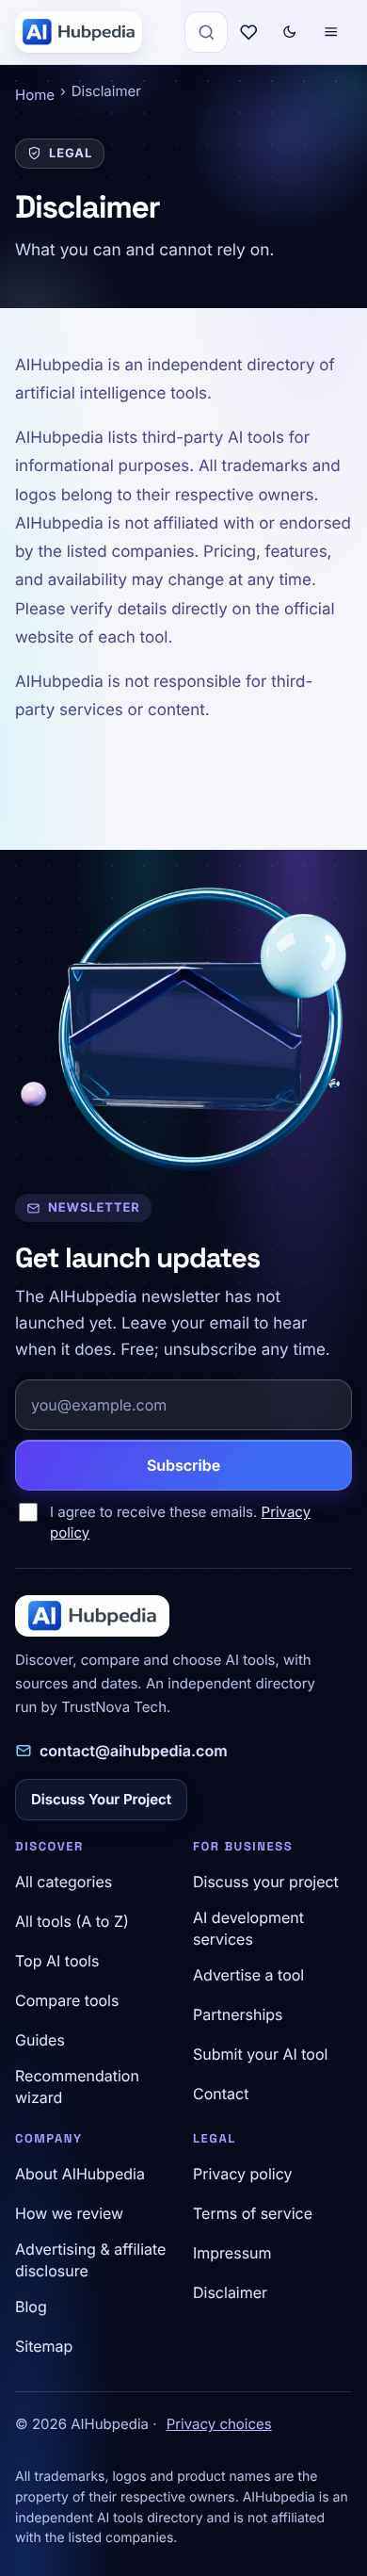 AI Hubpedia
Home › Disclaimer
LEGAL
Disclaimer
What you can and cannot rely on.
AIHubpedia is an independent directory of
artificial intelligence tools.
AIHubpedia lists third-party AI tools for
informational purposes. All trademarks and
logos belong to their respective owners.
AIHubpedia is not affiliated with or endorsed
by the listed companies. Pricing, features,
and availability may change at any time.
Please verify details directly on the official
website of each tool.
AIHubpedia is not responsible for third-
party services or content.
NEWSLETTER
Get launch updates
The AIHubpedia newsletter has not
launched yet. Leave your email to hear
when it does. Free; unsubscribe any time.
you@example.com
Subscribe
I agree to receive these emails. Privacy
policy
AI Hubpedia
Discover, compare and choose AI tools, with
sources and dates. An independent directory
run by TrustNova Tech.
contact@aihubpedia.com
Discuss Your Project
DISCOVER
All categories
All tools (A to Z)
Top AI tools
Compare tools
Guides
Recommendation
wizard
FOR BUSINESS
Discuss your project
AI development
services
Advertise a tool
Partnerships
Submit your AI tool
Contact
COMPANY
About AIHubpedia
How we review
Advertising & affiliate
disclosure
Blog
Sitemap
LEGAL
Privacy policy
Terms of service
Impressum
Disclaimer
© 2026 AIHubpedia · Privacy choices
All trademarks, logos and product names are the
property of their respective owners. AIHubpedia is an
independent AI tools directory and is not affiliated
with the listed companies.